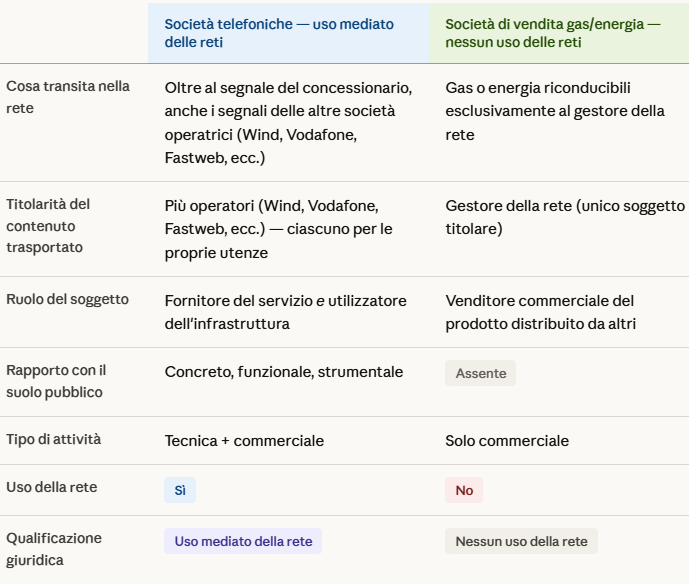 Società telefoniche — uso mediato
delle reti
Società di vendita gas/energia —
nessun uso delle reti
Cosa transita nella
rete
Oltre al segnale del concessionario,
anche i segnali delle altre società
operatrici (Wind, Vodafone,
Fastweb, ecc.)
Gas o energia riconducibili
esclusivamente al gestore della
rete
Titolarità del
contenuto
trasportato
Più operatori (Wind, Vodafone,
Fastweb, ecc.) — ciascuno per le
proprie utenze
Gestore della rete (unico soggetto
titolare)
Ruolo del soggetto
Fornitore del servizio e utilizzatore
dell'infrastruttura
Venditore commerciale del
prodotto distribuito da altri
Rapporto con il
suolo pubblico
Concreto, funzionale, strumentale
Assente
Tipo di attività
Tecnica + commerciale
Solo commerciale
Uso della rete
Sì
No
Qualificazione
giuridica
Uso mediato della rete
Nessun uso della rete